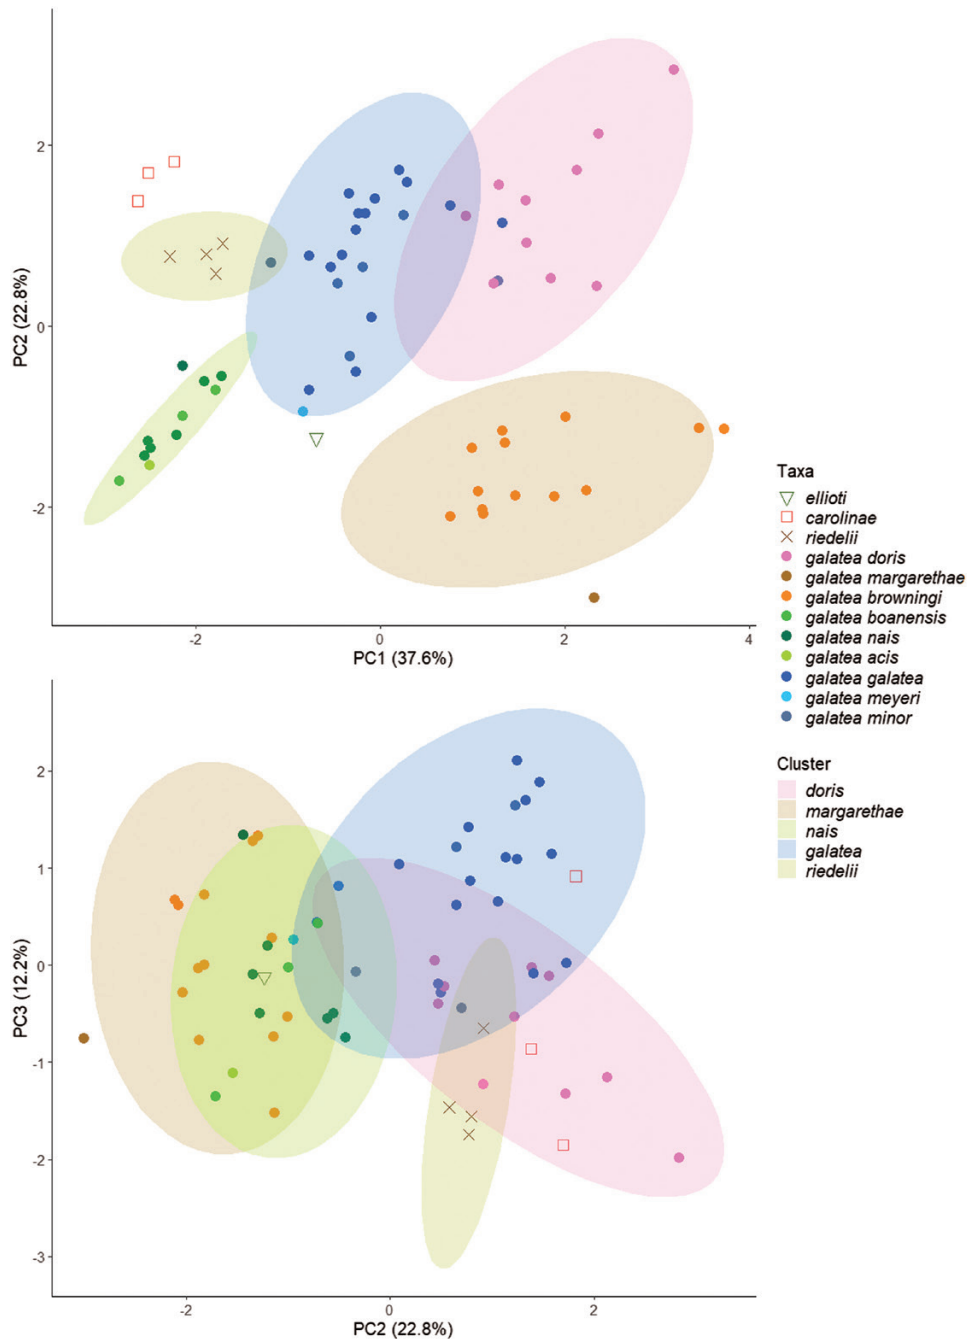 2
0
-2
PC2 (22.8%)
-2
0
2
4
PC1 (37.6%)
2
1
0
-1
-2
-3
PC3 (12.2%)
-2
0
2
PC2 (22.8%)
Taxa
ellioti
carolinae
riedelii
galatea doris
galatea margarethae
galatea browningi
galatea boanensis
galatea nais
galatea acis
galatea galatea
galatea meyeri
galatea minor
Cluster
doris
margarethae
nais
galatea
riedelii